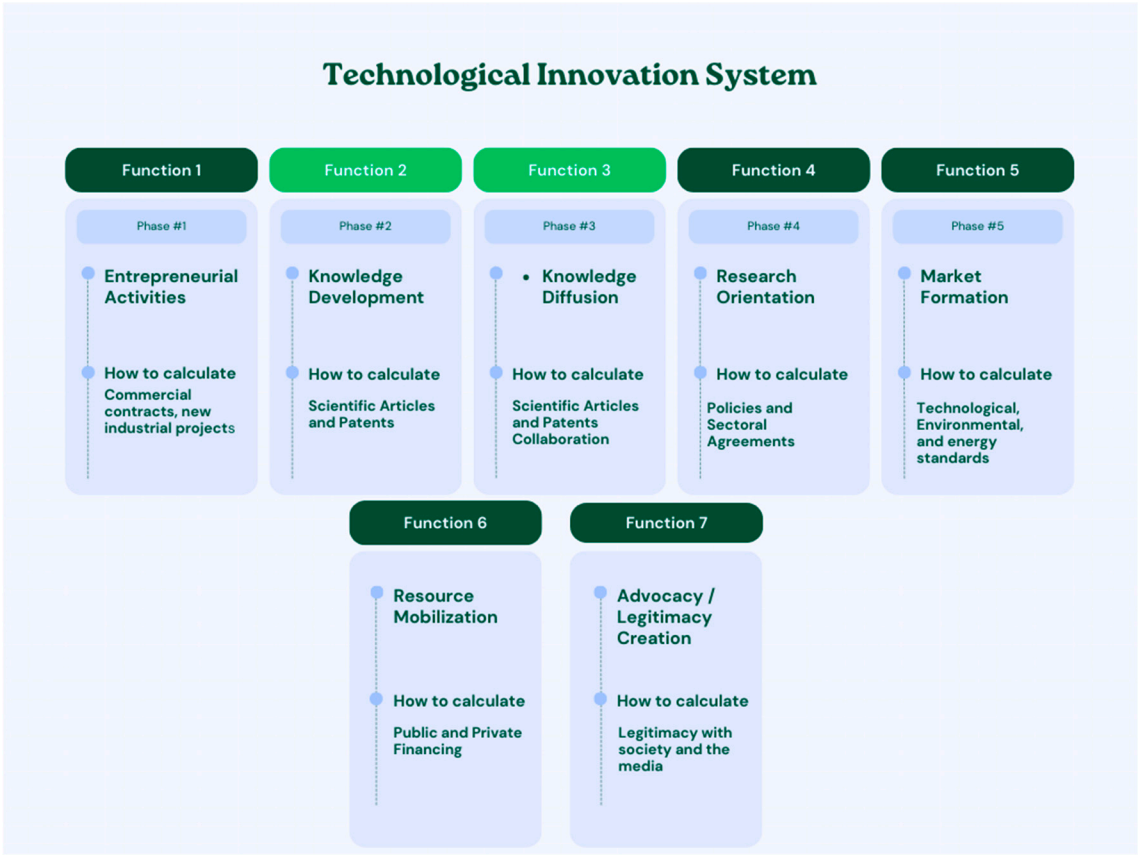 Technological Innovation System
Function 1
Phase #1
Entrepreneurial
Activities
How to calculate
Commercial
contracts, new
industrial projects
Function 2
Phase #2
Knowledge
Development
How to calculate
Scientific Articles
and Patents
Function 3
Phase #3
• Knowledge
Diffusion
How to calculate
Scientific Articles
and Patents
Collaboration
Function 4
Phase #4
Research
Orientation
How to calculate
Policies and
Sectoral
Agreements
Function 5
Phase #5
Market
Formation
How to calculate
Technological,
Environmental,
and energy
standards
Function 6
Resource
Mobilization
How to calculate
Public and Private
Financing
Function 7
Advocacy /
Legitimacy
Creation
How to calculate
Legitimacy with
society and the
media